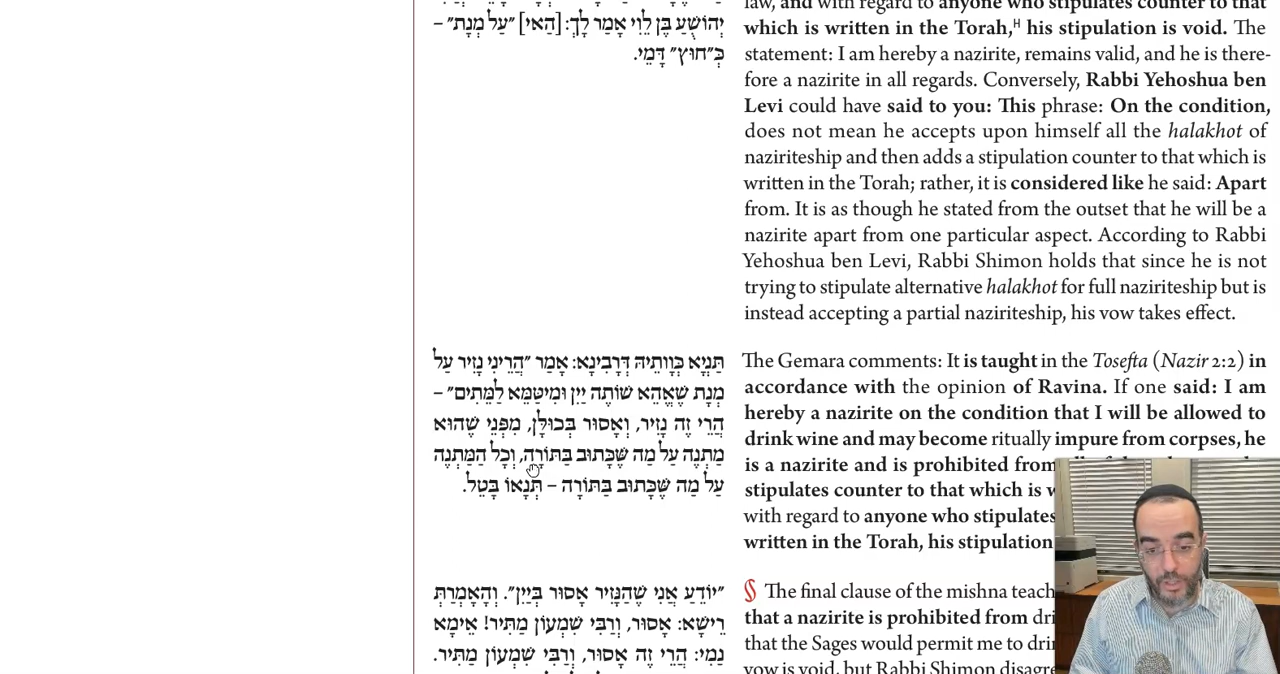 יְהוֹשֻׁעַ בֶּן לֵוִי אָמַר לָךְ: [הַאי] ״עַל מְנָת״ –
כְּ״חוּץ״ דָּמֵי.
תַּנְיָא כְּוָותֵיהּ דְּרָבִינָא: אָמַר ״הֲרֵינִי נָזִיר עַל
מְנָת שֶׁאֱהֵא שׁוֹתֶה יַיִן וּמִיטַּמֵּא לְמֵתִים״ –
הֲרֵי זֶה נָזִיר, וְאָסוּר בְּכוּלָּן, מִפְּנֵי שֶׁהוּא
מַתְנֶה עַל מַה שֶּׁכָּתוּב בַּתּוֹרָה, וְכׇל הַמַּתְנֶה
עַל מַה שֶּׁכָּתוּב בַּתּוֹרָה – תְּנָאוֹ בָּטֵל.
״יוֹדֵעַ אֲנִי שֶׁהַנָּזִיר אָסוּר בְּיַיִן״. וְהָאָמְרַתְּ
רֵישָׁא: אָסוּר, וְרַבִּי שִׁמְעוֹן מַתִּיר! אֵימָא
נָמֵי: הֲרֵי זֶה אָסוּר, וְרַבִּי שִׁמְעוֹן מַתִּיר.
law, and with regard to anyone who stipulates counter to that
which is written in the Torah,ᴴ his stipulation is void. The
statement: I am hereby a nazirite, remains valid, and he is there-
fore a nazirite in all regards. Conversely, Rabbi Yehoshua ben
Levi could have said to you: This phrase: On the condition,
does not mean he accepts upon himself all the halakhot of
naziriteship and then adds a stipulation counter to that which is
written in the Torah; rather, it is considered like he said: Apart
from. It is as though he stated from the outset that he will be a
nazirite apart from one particular aspect. According to Rabbi
Yehoshua ben Levi, Rabbi Shimon holds that since he is not
trying to stipulate alternative halakhot for full naziriteship but is
instead accepting a partial naziriteship, his vow takes effect.
The Gemara comments: It is taught in the Tosefta (Nazir 2:2) in
accordance with the opinion of Ravina. If one said: I am
hereby a nazirite on the condition that I will be allowed to
drink wine and may become ritually impure from corpses, he
is a nazirite and is prohibited from
stipulates counter to that which is
with regard to anyone who stipulates
written in the Torah, his stipulation
§ The final clause of the mishna teach
that a nazirite is prohibited from
that the Sages would permit me to
vow is void, but Rabbi Shimon